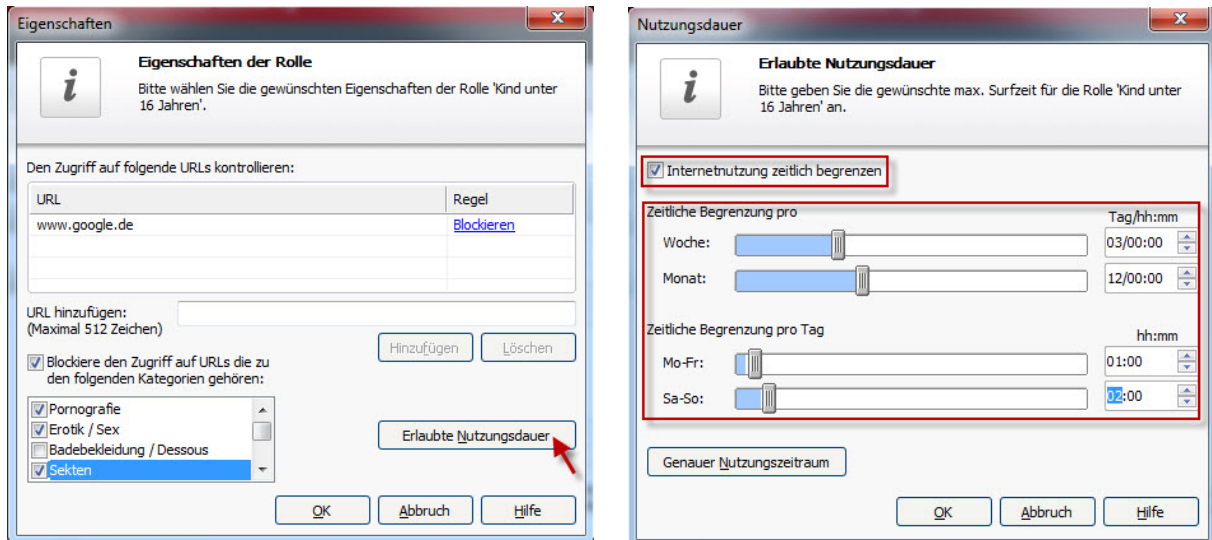 Eigenschaften
Eigenschaften der Rolle
Bitte wählen Sie die gewünschten Eigenschaften der Rolle 'Kind unter
16 Jahren'.
Den Zugriff auf folgende URLs kontrollieren:
URL Regel
www.google.de Blockieren
URL hinzufügen:
(Maximal 512 Zeichen)
Hinzufügen Löschen
Blockiere den Zugriff auf URLs die zu
den folgenden Kategorien gehören:
Pornografie
Erotik / Sex
Badebekleidung / Dessous
Sekten
Erlaubte Nutzungsdauer
OK Abbruch Hilfe
Nutzungsdauer
Erlaubte Nutzungsdauer
Bitte geben Sie die gewünschte max. Surfzeit für die Rolle 'Kind unter
16 Jahren' an.
Internetnutzung zeitlich begrenzen
Zeitliche Begrenzung pro Tag/hh:mm
Woche: 03/00:00
Monat: 12/00:00
Zeitliche Begrenzung pro Tag hh:mm
Mo-Fr: 01:00
Sa-So: 02:00
Genauer Nutzungszeitraum
OK Abbruch Hilfe